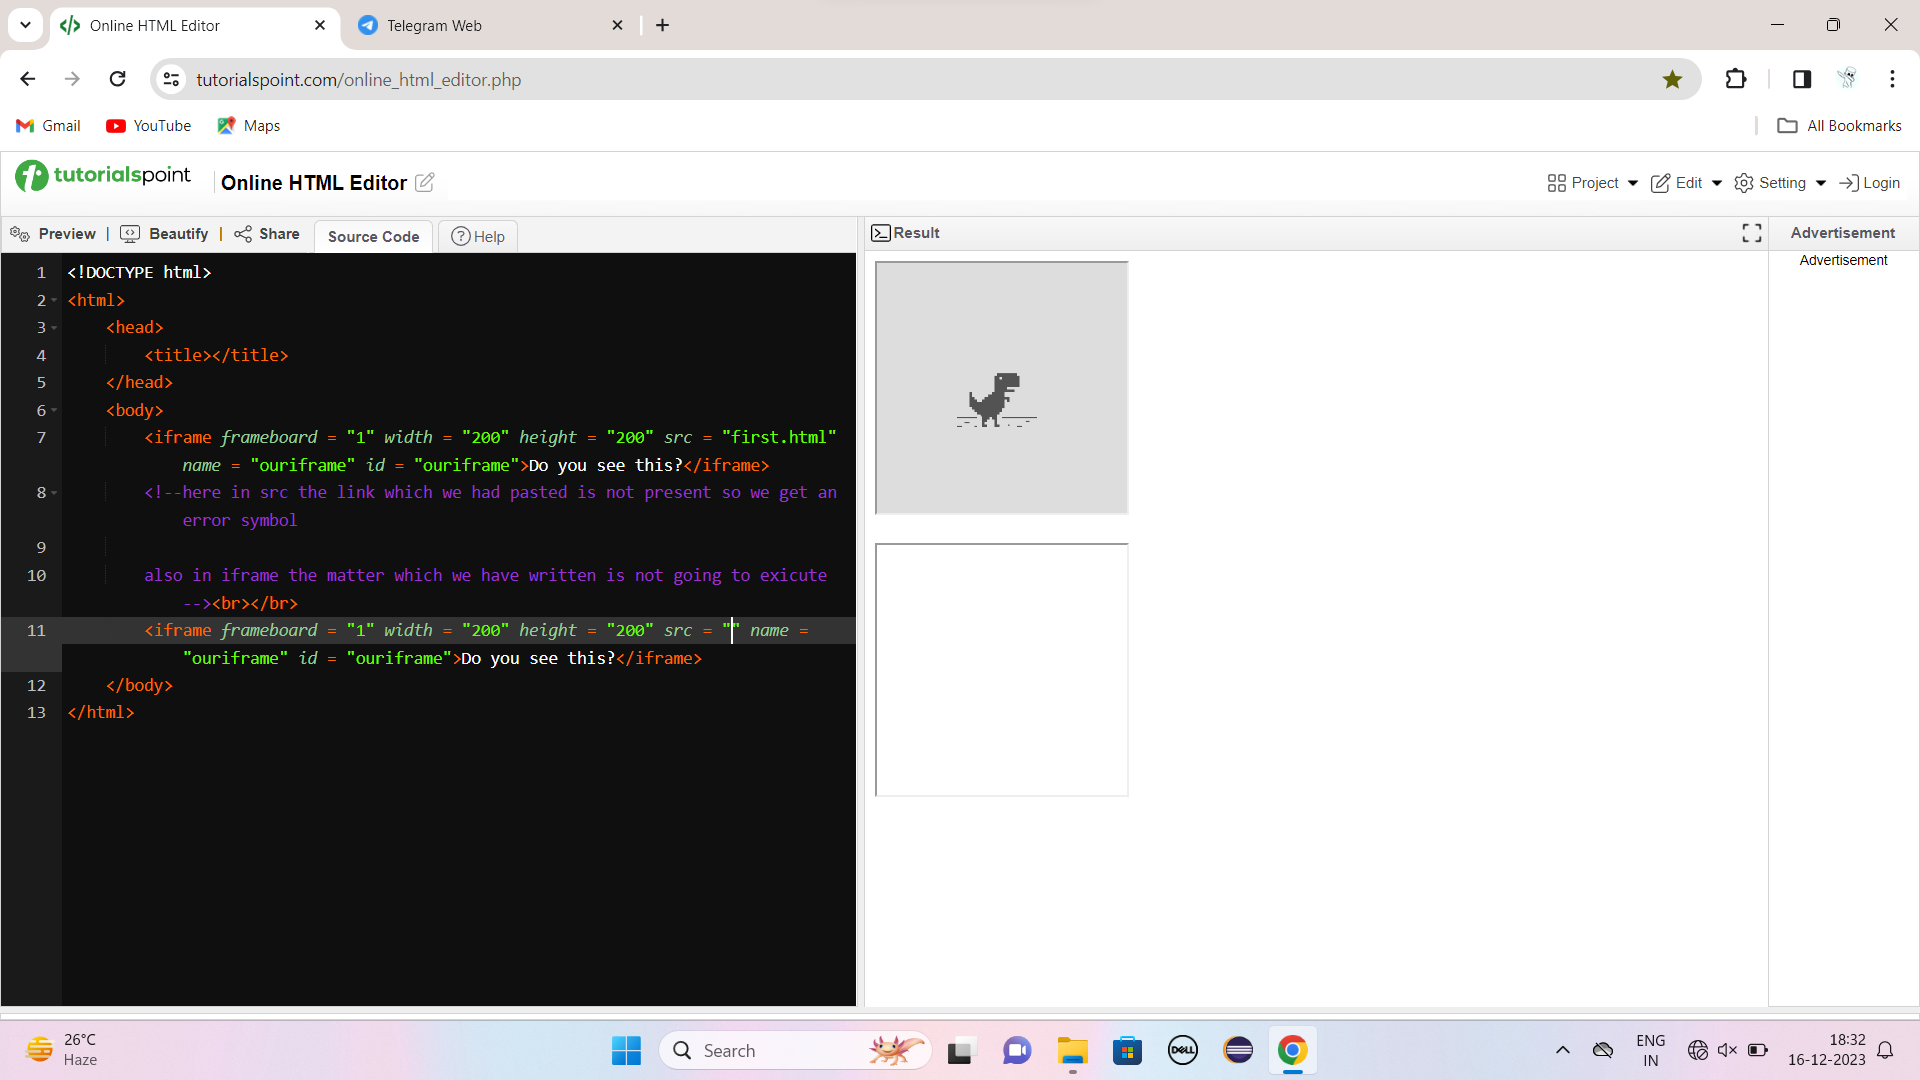 Online HTML Editor
Telegram Web
tutorialspoint.com/online_html_editor.php
Gmail
YouTube
Maps
All Bookmarks
tutorialspoint
Online HTML Editor
Project
Edit
Setting
Login
Preview | Beautify | Share
Source Code
Help
Result
Advertisement
Advertisement
1 <!DOCTYPE html>
2 <html>
3 <head>
4 <title></title>
5 </head>
6 <body>
7 <iframe frameboard = "1" width = "200" height = "200" src = "first.html"
name = "ouriframe" id = "ouriframe">Do you see this?</iframe>
8 <!--here in src the link which we had pasted is not present so we get an
error symbol
9
10 also in iframe the matter which we have written is not going to exicute
--><br></br>
11 <iframe frameboard = "1" width = "200" height = "200" src = "" name =
"ouriframe" id = "ouriframe">Do you see this?</iframe>
12 </body>
13 </html>
26°C
Haze
Search
DELL
ENG
IN
18:32
16-12-2023